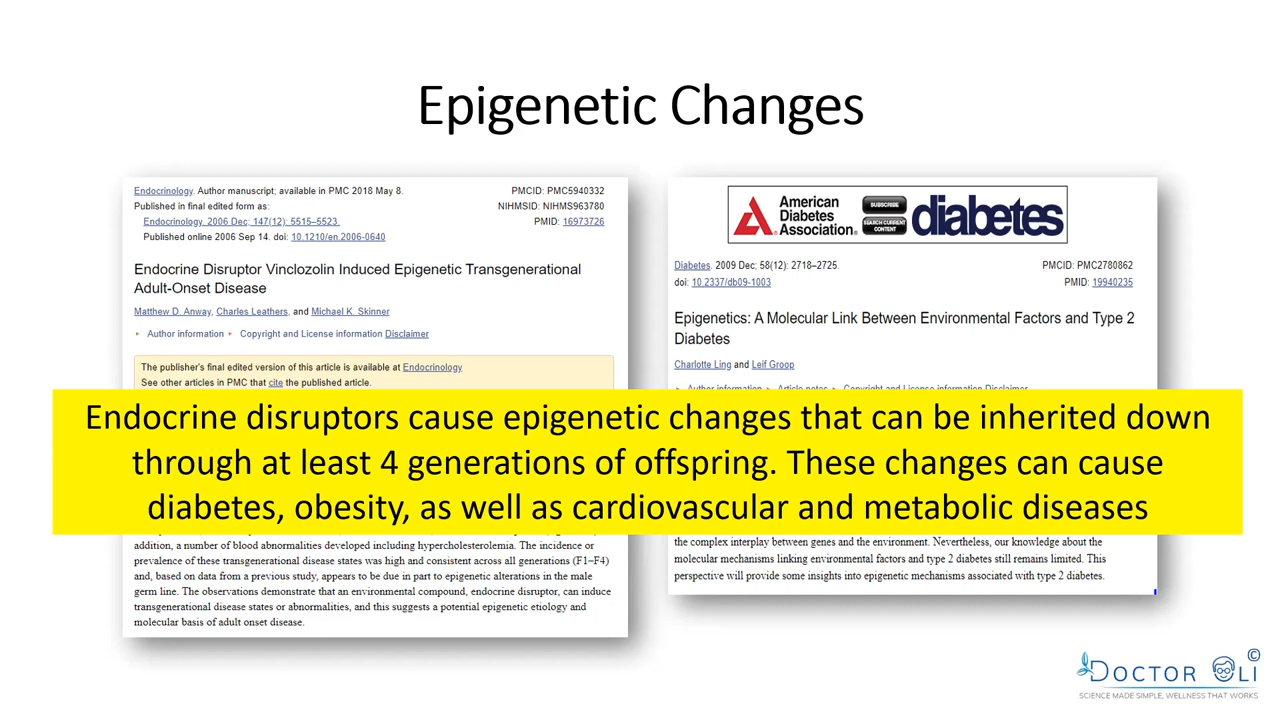 Epigenetic Changes
Endocrinology. Author manuscript; available in PMC 2018 May 8.
Published in final edited form as:
Endocrinology. 2006 Dec; 147(12): 5515–5523.
Published online 2006 Sep 14. doi: 10.1210/en.2006-0640
PMCID: PMC5940332
NIHMSID: NIHMS963780
PMID: 16973726
Endocrine Disruptor Vinclozolin Induced Epigenetic Transgenerational
Adult-Onset Disease
Matthew D. Anway, Charles Leathers, and Michael K. Skinner
Author information Copyright and License information Disclaimer
The publisher's final edited version of this article is available at Endocrinology
See other articles in PMC that cite the published article.
American
Diabetes
Association®
SUBSCRIBE
SEARCH CURRENT
CONTENT
diabetes
Diabetes. 2009 Dec; 58(12): 2718–2725.
doi: 10.2337/db09-1003
PMCID: PMC2780862
PMID: 19940235
Epigenetics: A Molecular Link Between Environmental Factors and Type 2
Diabetes
Charlotte Ling and Leif Groop
Author information Article notes Copyright and License information Disclaimer
Endocrine disruptors cause epigenetic changes that can be inherited down
through at least 4 generations of offspring. These changes can cause
diabetes, obesity, as well as cardiovascular and metabolic diseases
addition, a number of blood abnormalities developed including hypercholesterolemia. The incidence or
prevalence of these transgenerational disease states was high and consistent across all generations (F1–F4)
and, based on data from a previous study, appears to be due in part to epigenetic alterations in the male
germ line. The observations demonstrate that an environmental compound, endocrine disruptor, can induce
transgenerational disease states or abnormalities, and this suggests a potential epigenetic etiology and
molecular basis of adult onset disease.
the complex interplay between genes and the environment. Nevertheless, our knowledge about the
molecular mechanisms linking environmental factors and type 2 diabetes still remains limited. This
perspective will provide some insights into epigenetic mechanisms associated with type 2 diabetes.
©
DOCTOR OLI
SCIENCE MADE SIMPLE, WELLNESS THAT WORKS